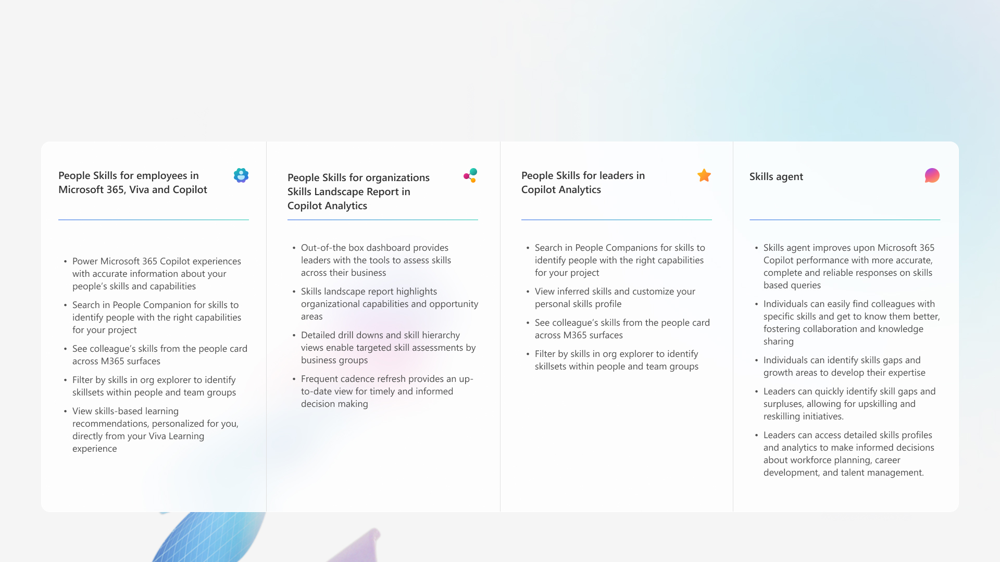 People Skills for employees in
Microsoft 365, Viva and Copilot
• Power Microsoft 365 Copilot experiences
with accurate information about your
people’s skills and capabilities
• Search in People Companion for skills to
identify people with the right capabilities
for your project
• See colleague’s skills from the people card
across M365 surfaces
• Filter by skills in org explorer to identify
skillsets within people and team groups
• View skills-based learning
recommendations, personalized for you,
directly from your Viva Learning
experience
People Skills for organizations
Skills Landscape Report in
Copilot Analytics
• Out-of-the box dashboard provides
leaders with the tools to assess skills
across their business
• Skills landscape report highlights
organizational capabilities and opportunity
areas
• Detailed drill downs and skill hierarchy
views enable targeted skill assessments by
business groups
• Frequent cadence refresh provides an up-
to-date view for timely and informed
decision making
People Skills for leaders in
Copilot Analytics
• Search in People Companions for skills to
identify people with the right capabilities
for your project
• View inferred skills and customize your
personal skills profile
• See colleague’s skills from the people card
across M365 surfaces
• Filter by skills in org explorer to identify
skillsets within people and team groups
Skills agent
• Skills agent improves upon Microsoft 365
Copilot performance with more accurate,
complete and reliable responses on skills
based queries
• Individuals can easily find colleagues with
specific skills and get to know them better,
fostering collaboration and knowledge
sharing
• Individuals can identify skills gaps and
growth areas to develop their expertise
• Leaders can quickly identify skill gaps and
surpluses, allowing for upskilling and
reskilling initiatives.
• Leaders can access detailed skills profiles
and analytics to make informed decisions
about workforce planning, career
development, and talent management.